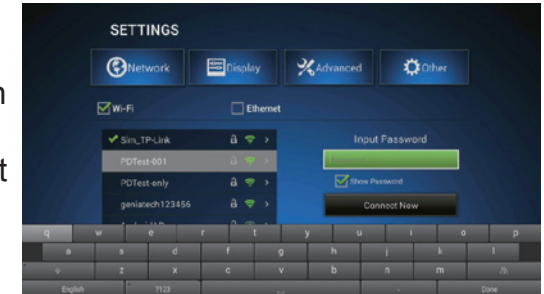 n
t
SETTINGS
Network Display Advanced Other
Wi-Fi Ethernet
Sim_TP-Link
PDTest-001
PDTest-only
geniatech123456
Input Password
Show Password
Connect Now
q w e r t y u i o p
a s d f g h j k l
z x c v b n m
English ?123 . Done